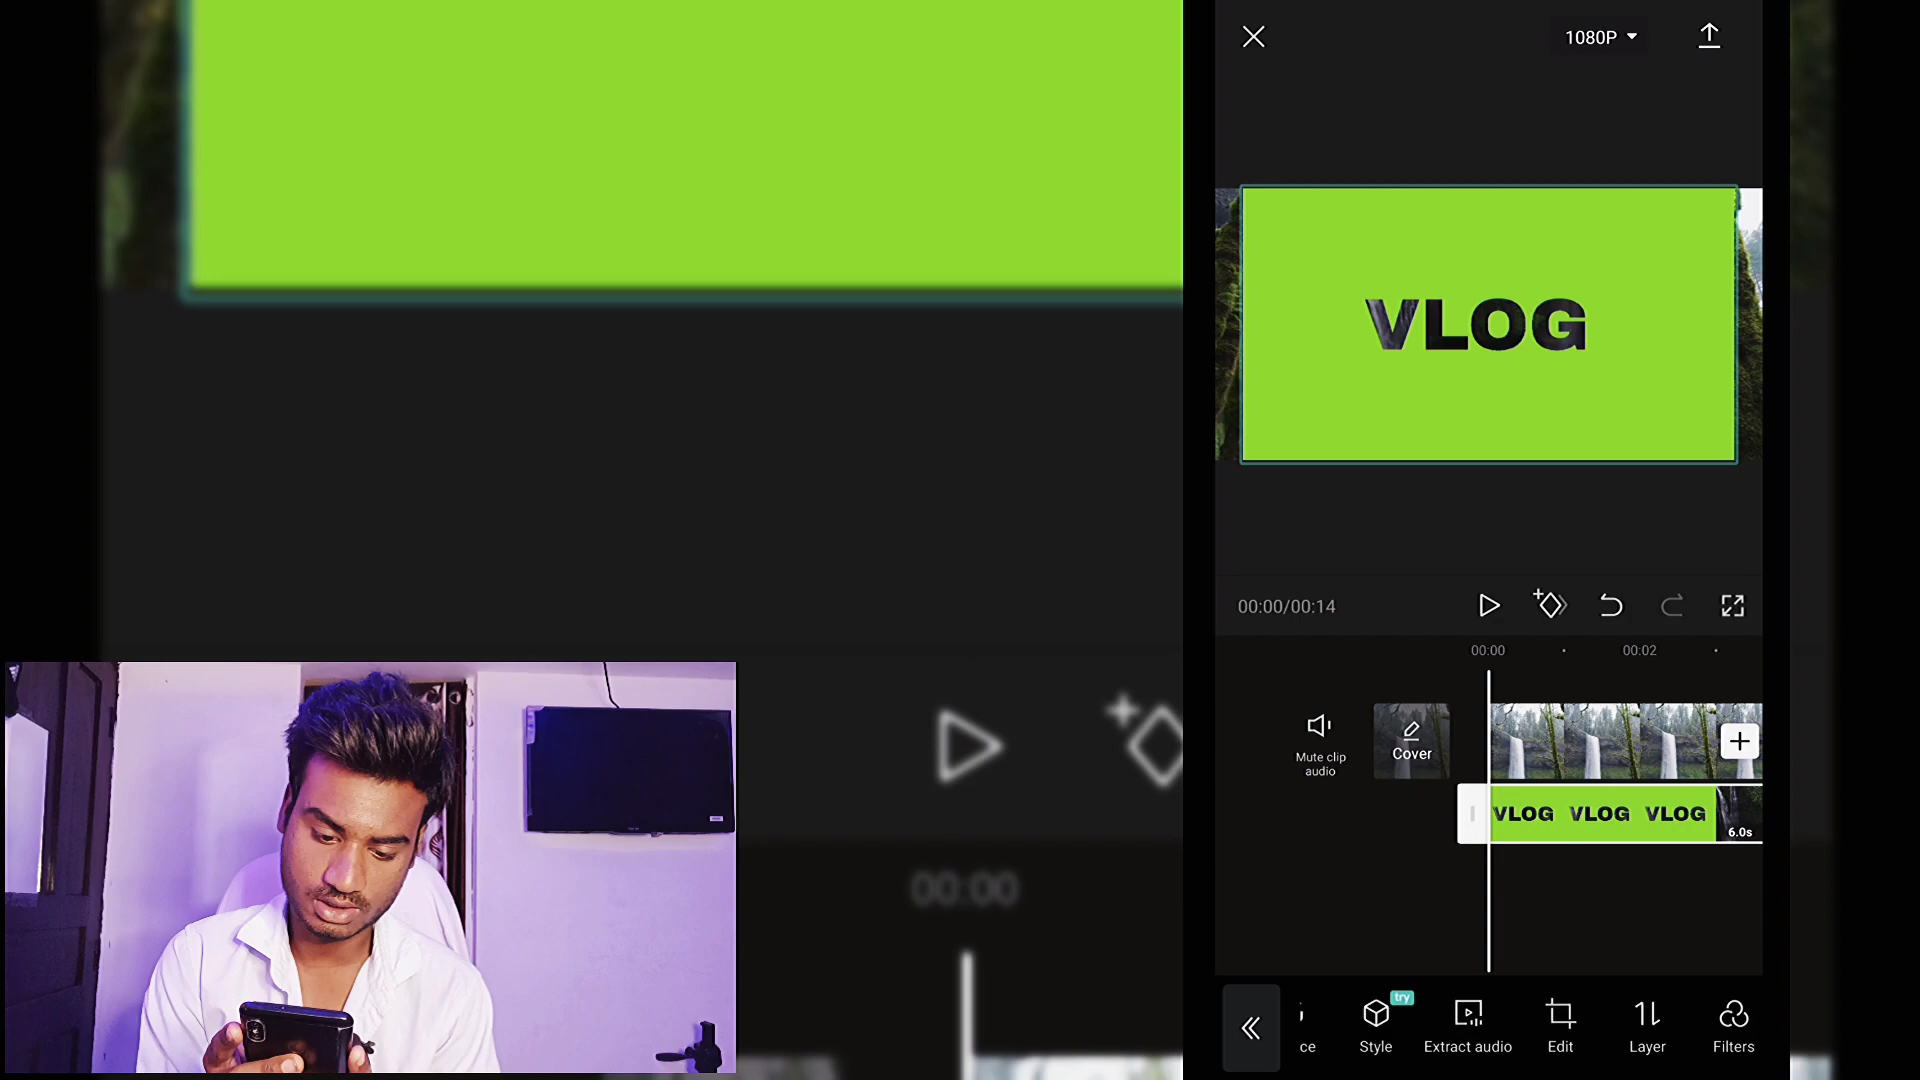 1080P
VLOG
00:00/00:14
00:00
00:02
Mute clip
audio
Cover
VLOG VLOG VLOG
6.0s
00:00
try
ce
Style
Extract audio
Edit
Layer
Filters